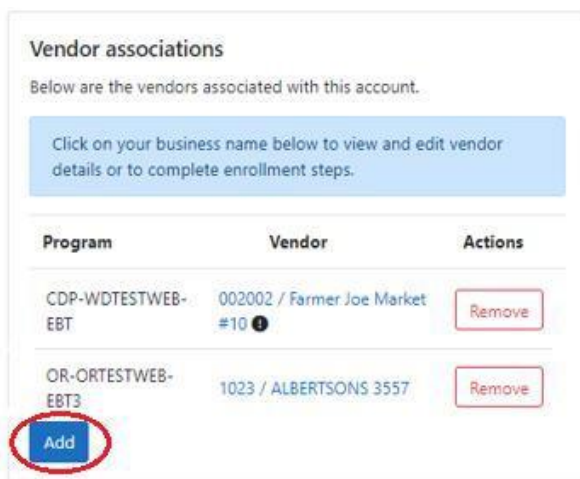 Vendor associations
Below are the vendors associated with this account.
Click on your business name below to view and edit vendor
details or to complete enrollment steps.
Program Vendor Actions
CDP-WDTESTWEB- 002002 / Farmer Joe Market Remove
EBT #10
OR-ORTESTWEB- 1023 / ALBERTSONS 3557 Remove
EBT3
Add